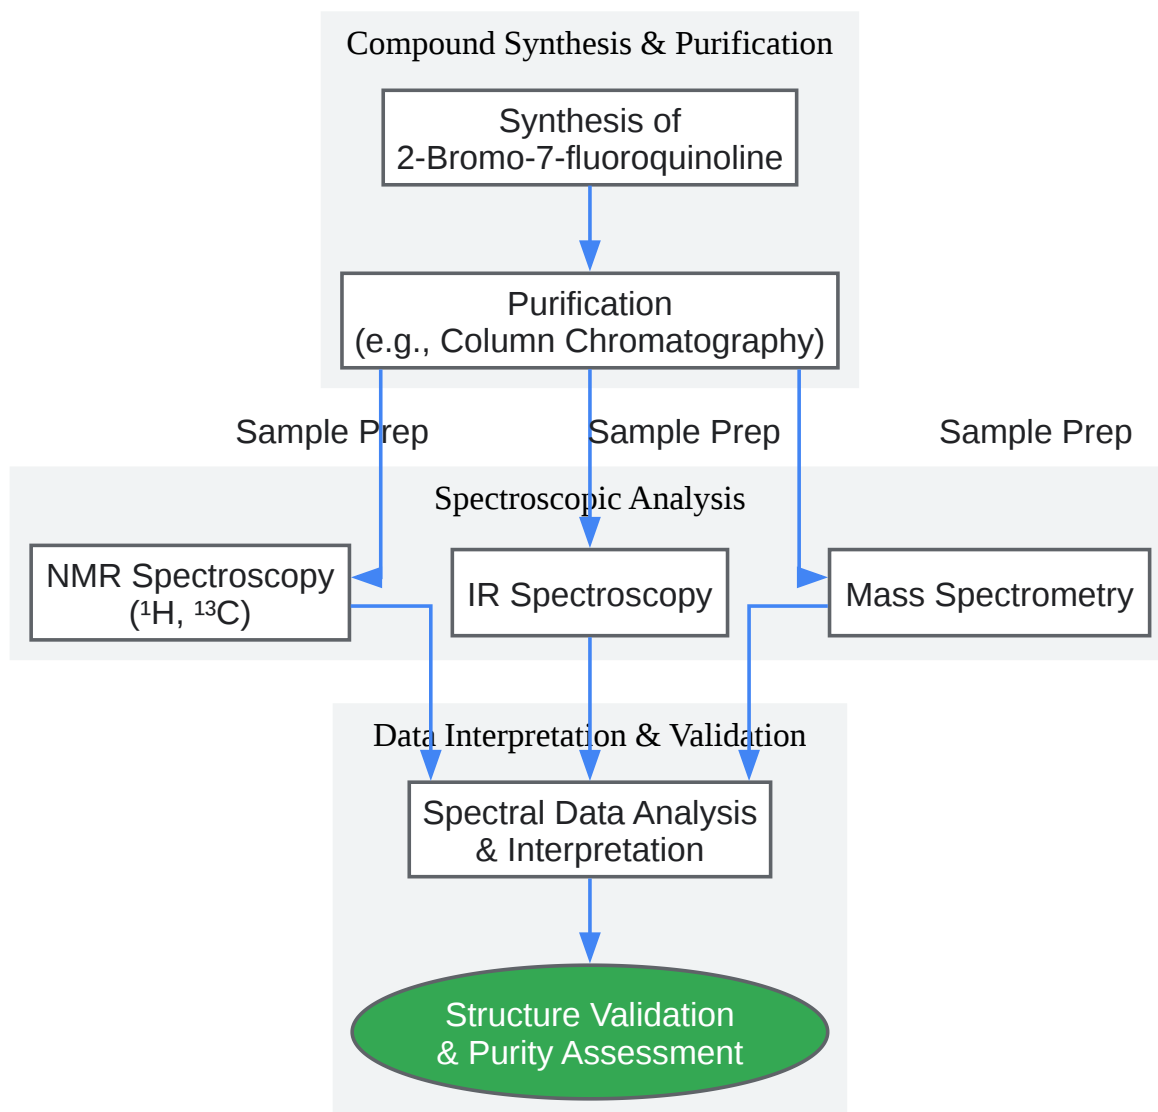 Compound Synthesis & Purification
Synthesis of
2-Bromo-7-fluoroquinoline
Purification
(e.g., Column Chromatography)
Sample Prep
Sample Prep
Sample Prep
Spectroscopic Analysis
NMR Spectroscopy
(¹H, ¹³C)
IR Spectroscopy
Mass Spectrometry
Data Interpretation & Validation
Spectral Data Analysis
& Interpretation
Structure Validation
& Purity Assessment